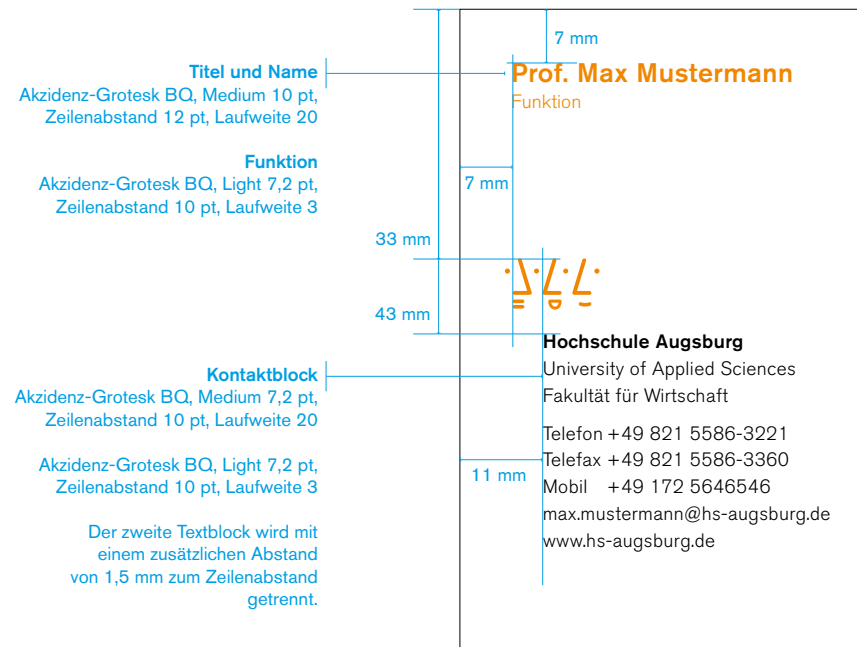 7 mm
Titel und Name
Akzidenz-Grotesk BQ, Medium 10 pt,
Zeilenabstand 12 pt, Laufweite 20
Prof. Max Mustermann
Funktion
Funktion
Akzidenz-Grotesk BQ, Light 7,2 pt,
Zeilenabstand 10 pt, Laufweite 3
7 mm
33 mm
43 mm
Hochschule Augsburg
University of Applied Sciences
Fakultät für Wirtschaft
Kontaktblock
Akzidenz-Grotesk BQ, Medium 7,2 pt,
Zeilenabstand 10 pt, Laufweite 20
Akzidenz-Grotesk BQ, Light 7,2 pt,
Zeilenabstand 10 pt, Laufweite 3
Der zweite Textblock wird mit
einem zusätzlichen Abstand
von 1,5 mm zum Zeilenabstand
getrennt.
11 mm
Telefon +49 821 5586-3221
Telefax +49 821 5586-3360
Mobil +49 172 5646546
max.mustermann@hs-augsburg.de
www.hs-augsburg.de